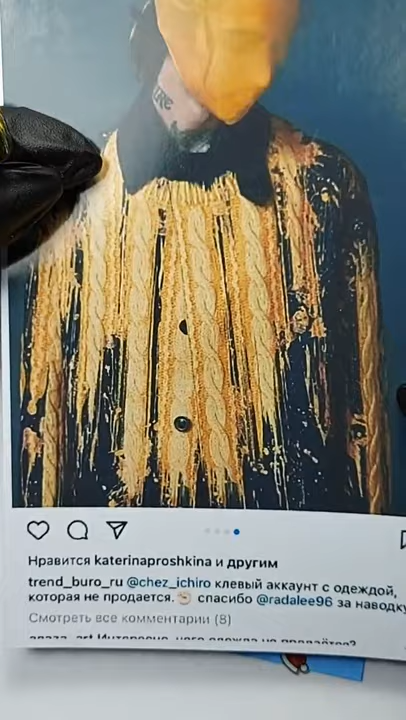 Нравится katerinaproshkina и другим
trend_buro_ru @chez_ichiro клевый аккаунт с одеждой,
которая не продается. спасибо @radalee96 за наводку
Смотреть все комментарии (8)